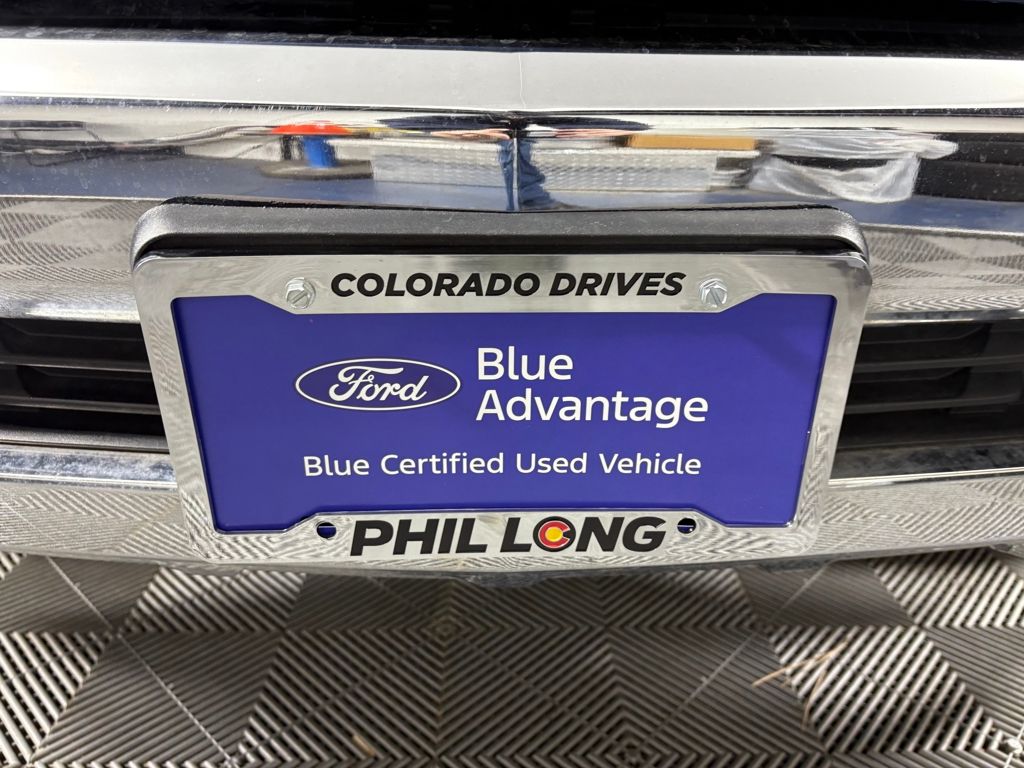 COLORADO DRIVES
Ford
Blue
Advantage
Blue Certified Used Vehicle
PHIL LONG